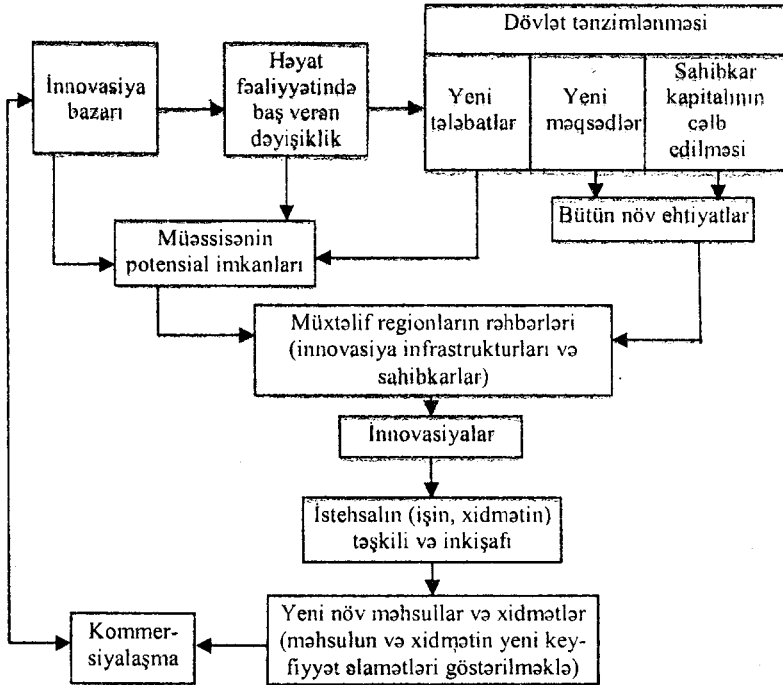 Dövlət tənzimlənməsi
İnnovasiya
bazarı
Həyat
fəaliyyətində
baş verən
dəyişiklik
Yeni
tələbatlar
Yeni
məqsədlər
Sahibkar
kapitalının
cəlb
edilməsi
Bütün növ ehtiyatlar
Müəssisənin
potensial imkanları
Müxtəlif regionların rəhbərləri
(innovasiya infrastrukturları və
sahibkarlar)
İnnovasiyalar
İstehsalın (işin, xidmətin)
təşkili və inkişafı
Yeni növ məhsullar və xidmətlər
(məhsulun və xidmətin yeni key-
fiyyət əlamətləri göstərilməklə)
Kommer-
siyalaşma